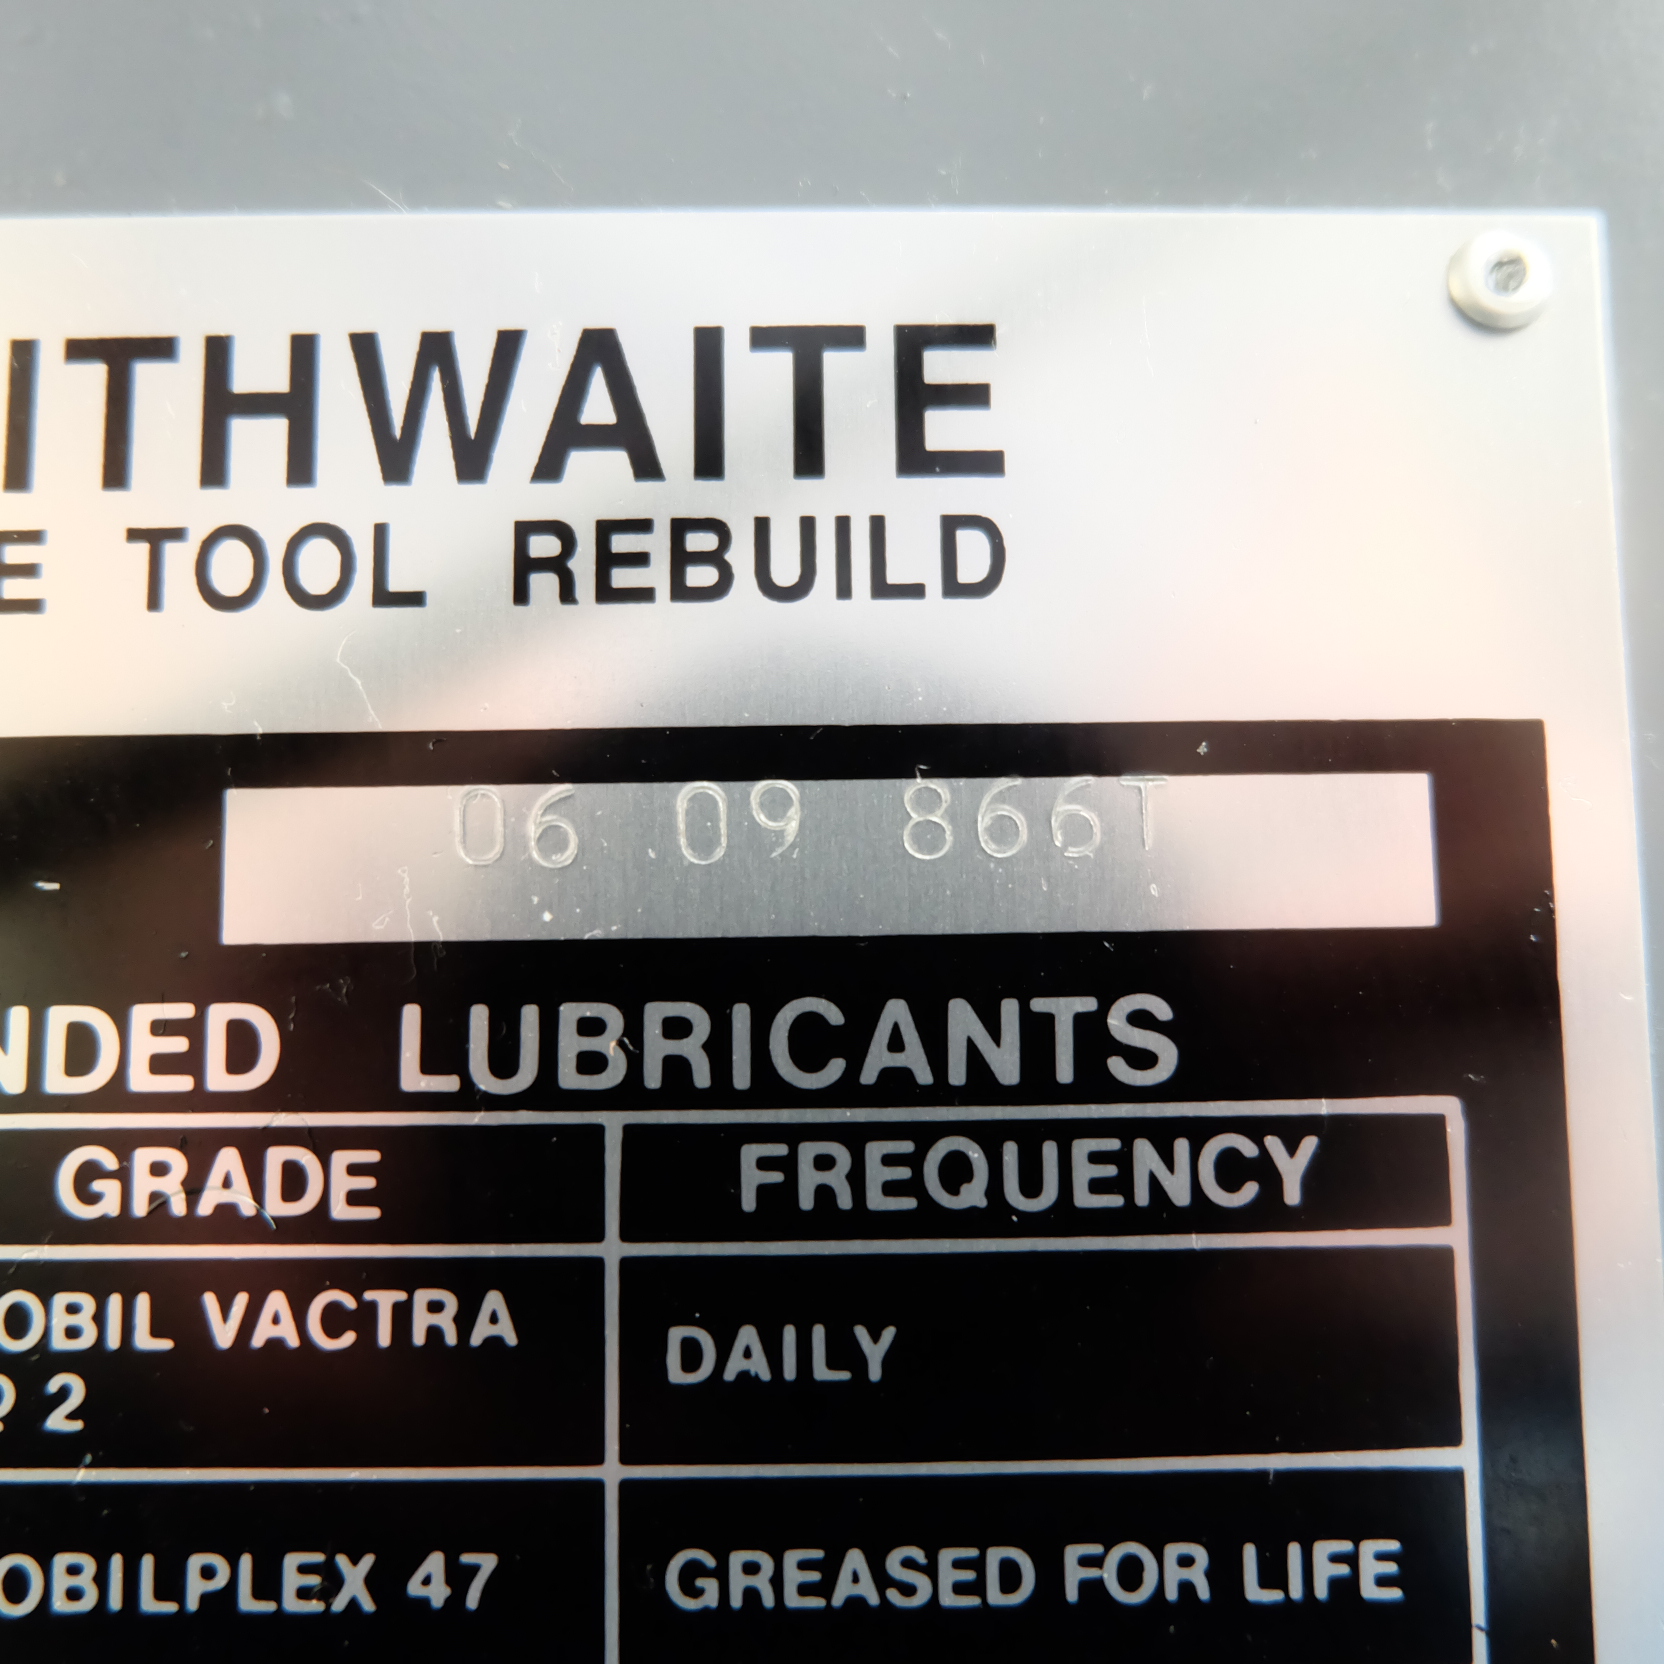 ITHWAITE
E TOOL REBUILD
06 09 866T
NDED LUBRICANTS
GRADE FREQUENCY
OBIL VACTRA
2
DAILY
OBILPLEX 47 GREASED FOR LIFE